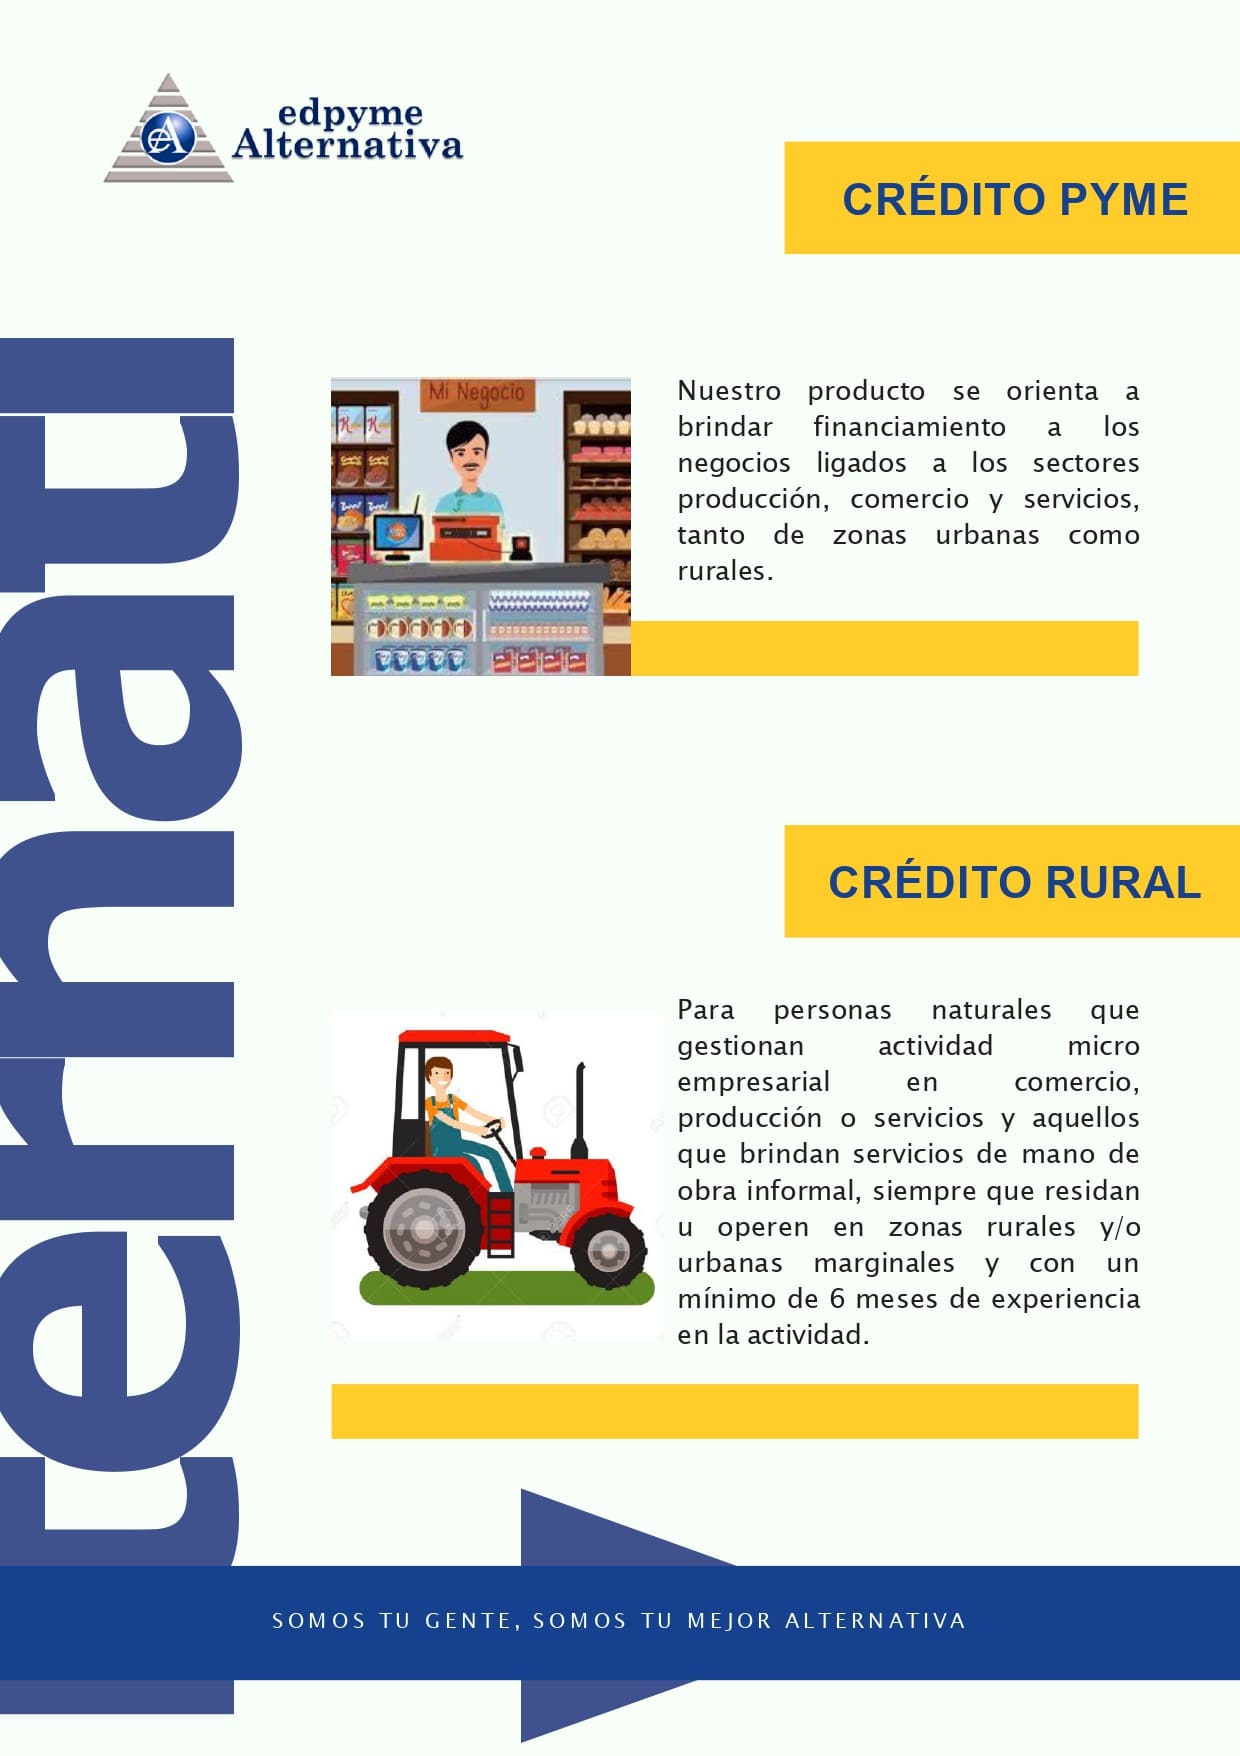 edpyme
Alternativa
CRÉDITO PYME
Mi Negocio
Nuestro producto se orienta a
brindar financiamiento a los
negocios ligados a los sectores
producción, comercio y servicios,
tanto de zonas urbanas como
rurales.
CRÉDITO RURAL
Para personas naturales que
gestionan actividad micro
empresarial en comercio,
producción o servicios y aquellos
que brindan servicios de mano de
obra informal, siempre que residan
u operen en zonas rurales y/o
urbanas marginales y con un
mínimo de 6 meses de experiencia
en la actividad.
SOMOS TU GENTE, SOMOS TU MEJOR ALTERNATIVA